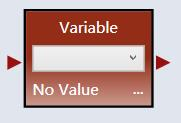 Variable
No Value ...